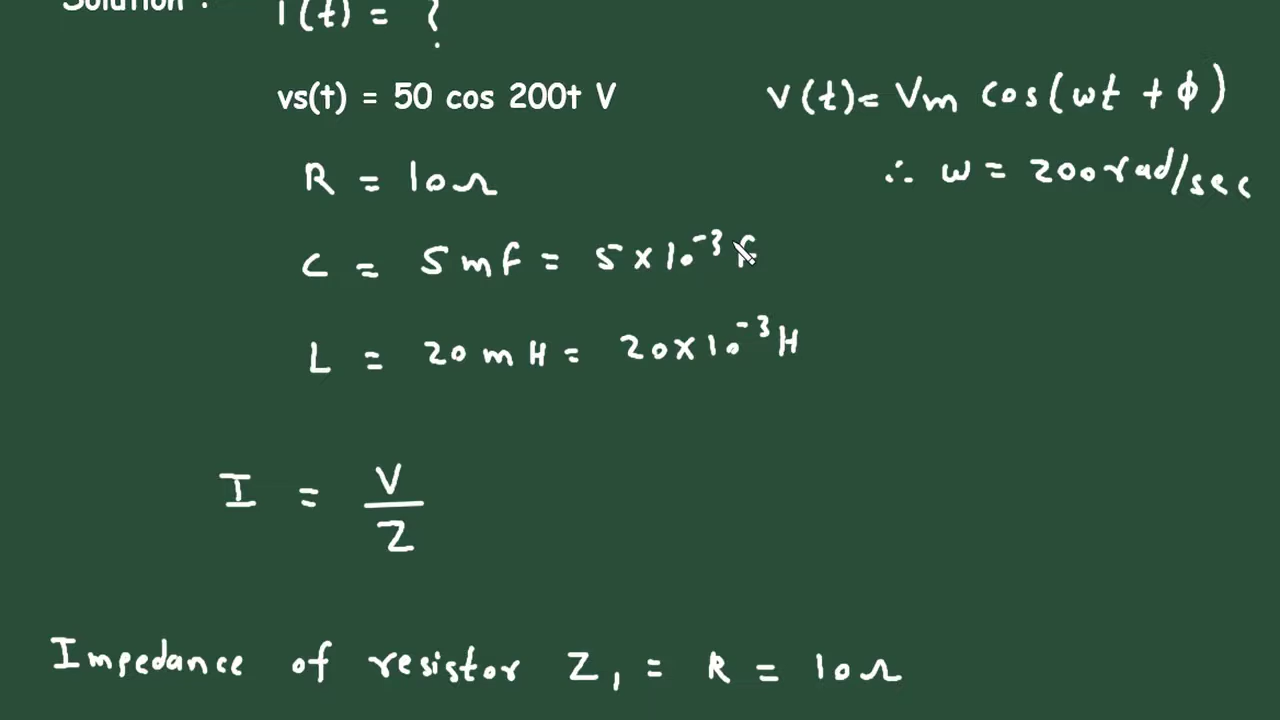 Solution :
i(t) = ?
vs(t) = 50 cos 200t V
v(t) = Vm cos(ωt + ϕ)
R = 10Ω
∴ ω = 200 rad/sec
C = 5 mF = 5 × 10⁻³ F
L = 20 mH = 20 × 10⁻³ H
I = V/Z
Impedance of resistor Z₁ = R = 10Ω